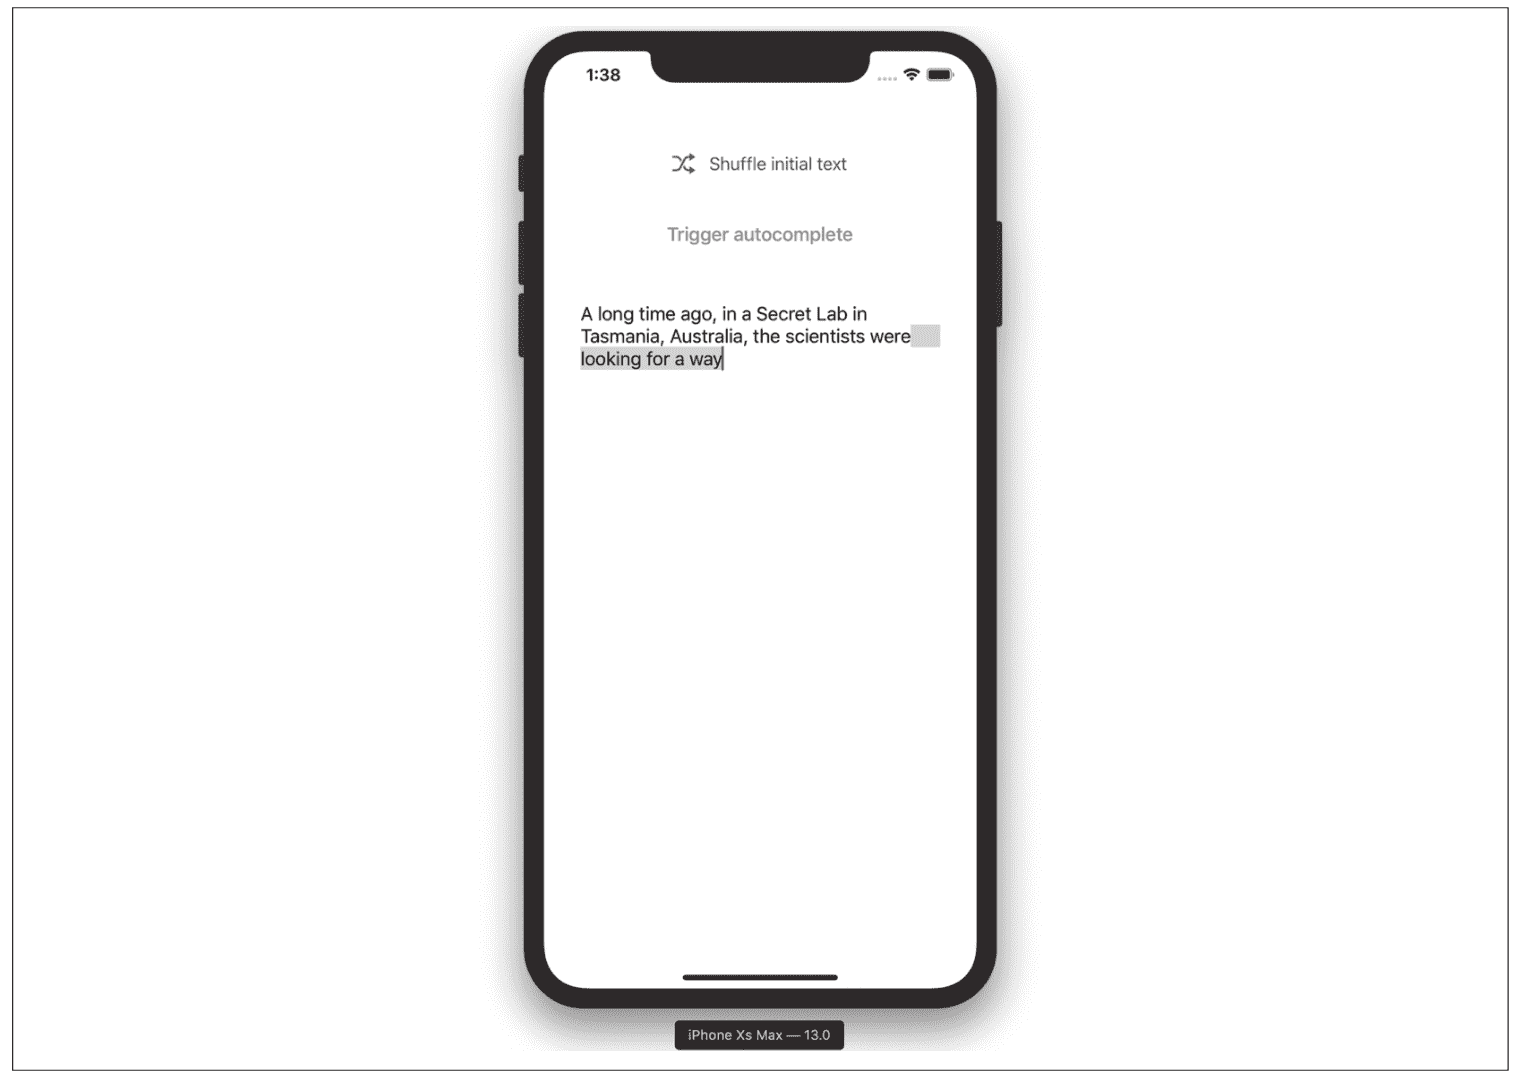 1:38
Shuffle initial text
Trigger autocomplete
A long time ago, in a Secret Lab in
Tasmania, Australia, the scientists were
looking for a way
iPhone Xs Max — 13.0